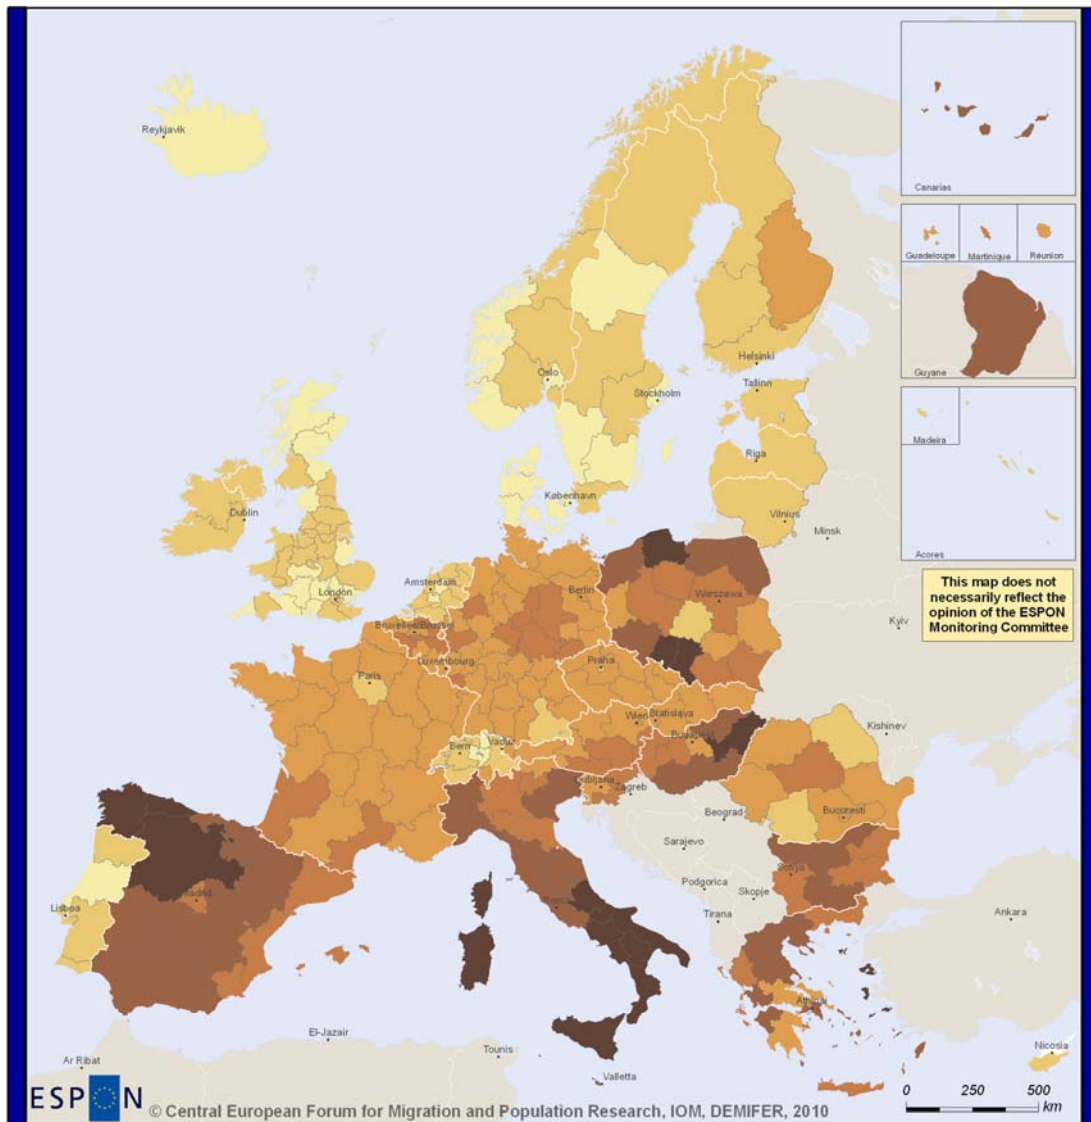 Reykjavik
Canarias
Guadeloupe
Martinique
Réunion
Guyane
Helsinki
Oslo
Tallinn
Stockholm
Madeira
Riga
Dublin
København
Vilnius
Minsk
Acores
This map does not
necessarily reflect the
opinion of the ESPON
Monitoring Committee
Amsterdam
Berlin
London
Warszawa
Bruxelles/Brussel
Kyiv
Luxembourg
Praha
Paris
Wien
Bratislava
Kishinev
Bern
Vaduz
Budapest
Ljubljana
Zagreb
Bucuresti
Beograd
Sarajevo
Sofiya
Podgorica
Skopje
Madrid
Roma
Tirana
Lisboa
Ankara
Athinai
El-Jazair
Tounis
Ar Ribat
Valletta
Nicosia
0 250 500
km
ESPON
© Central European Forum for Migration and Population Research, IOM, DEMIFER, 2010